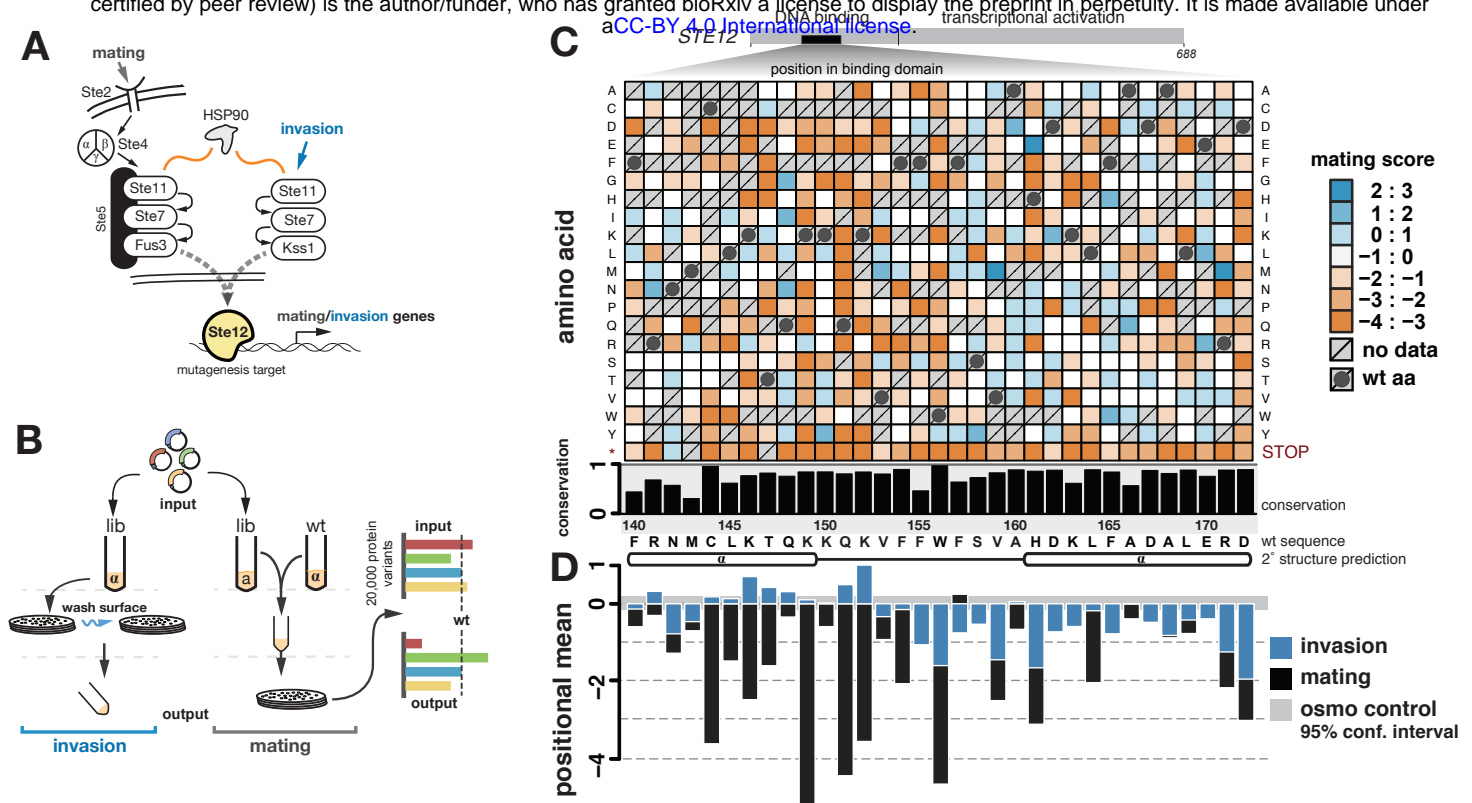 certified by peer review) is the author/funder, who has granted bioRxiv a license to display the preprint in perpetuity. It is made available under
aCC-BY 4.0 International license.
A
mating
Ste2
α
β
γ
Ste4
HSP90
invasion
Ste5
Ste11
Ste7
Fus3
Ste11
Ste7
Kss1
Ste12
mating/invasion genes
mutagenesis target
B
input
lib
lib
wt
α
a
α
wash surface
20,000 protein
variants
input
wt
output
output
invasion
mating
C
STE12
DNA binding
transcriptional activation
688
position in binding domain
amino acid
A
C
D
E
F
G
H
I
K
L
M
N
P
Q
R
S
T
V
W
Y
*
A
C
D
E
F
G
H
I
K
L
M
N
P
Q
R
S
T
V
W
Y
STOP
mating score
2 : 3
1 : 2
0 : 1
−1 : 0
−2 : −1
−3 : −2
−4 : −3
no data
wt aa
conservation
1
0
conservation
140 145 150 155 160 165 170
F R N M C L K T Q K K Q K V F F W F S V A H D K L F A D A L E R D
wt sequence
α
α
2° structure prediction
D
positional mean
1
0
−2
−4
invasion
mating
osmo control
95% conf. interval